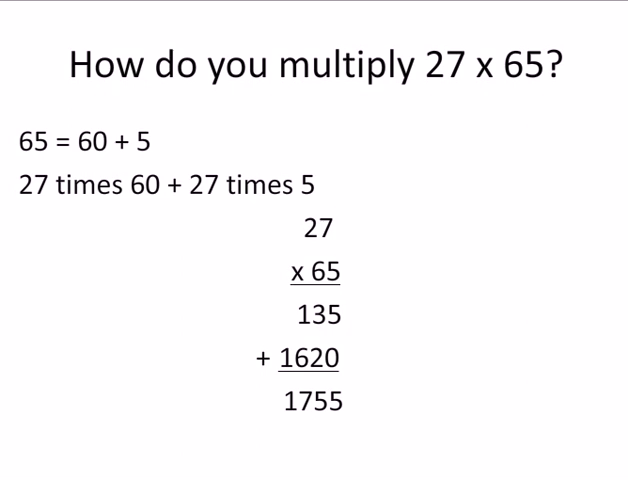 How do you multiply 27 x 65?
65 = 60 + 5
27 times 60 + 27 times 5
27
x 65
135
+ 1620
1755